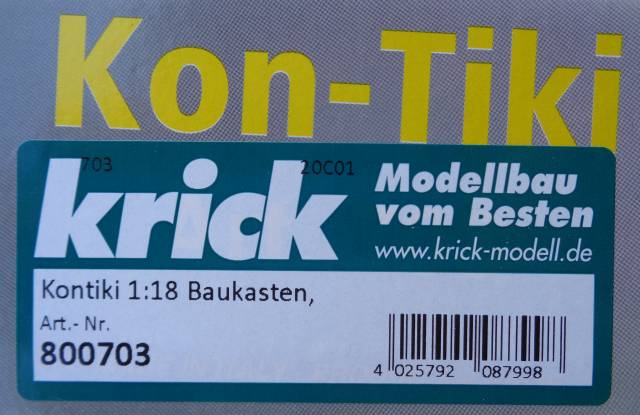 Kon-Tiki
703 20C01
krick
Modellbau
vom Besten
www.krick-modell.de
Kontiki 1:18 Baukasten,
Art.- Nr.
800703
4 025792 087998